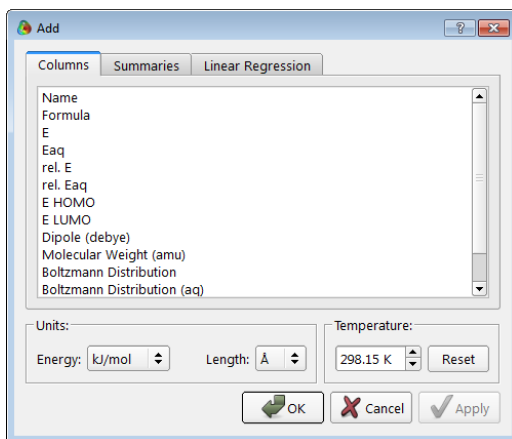 Add
Columns Summaries Linear Regression
Name
Formula
E
Eaq
rel. E
rel. Eaq
E HOMO
E LUMO
Dipole (debye)
Molecular Weight (amu)
Boltzmann Distribution
Boltzmann Distribution (aq)
Units: Temperature:
Energy: kJ/mol Length: Å 298.15 K Reset
OK Cancel Apply